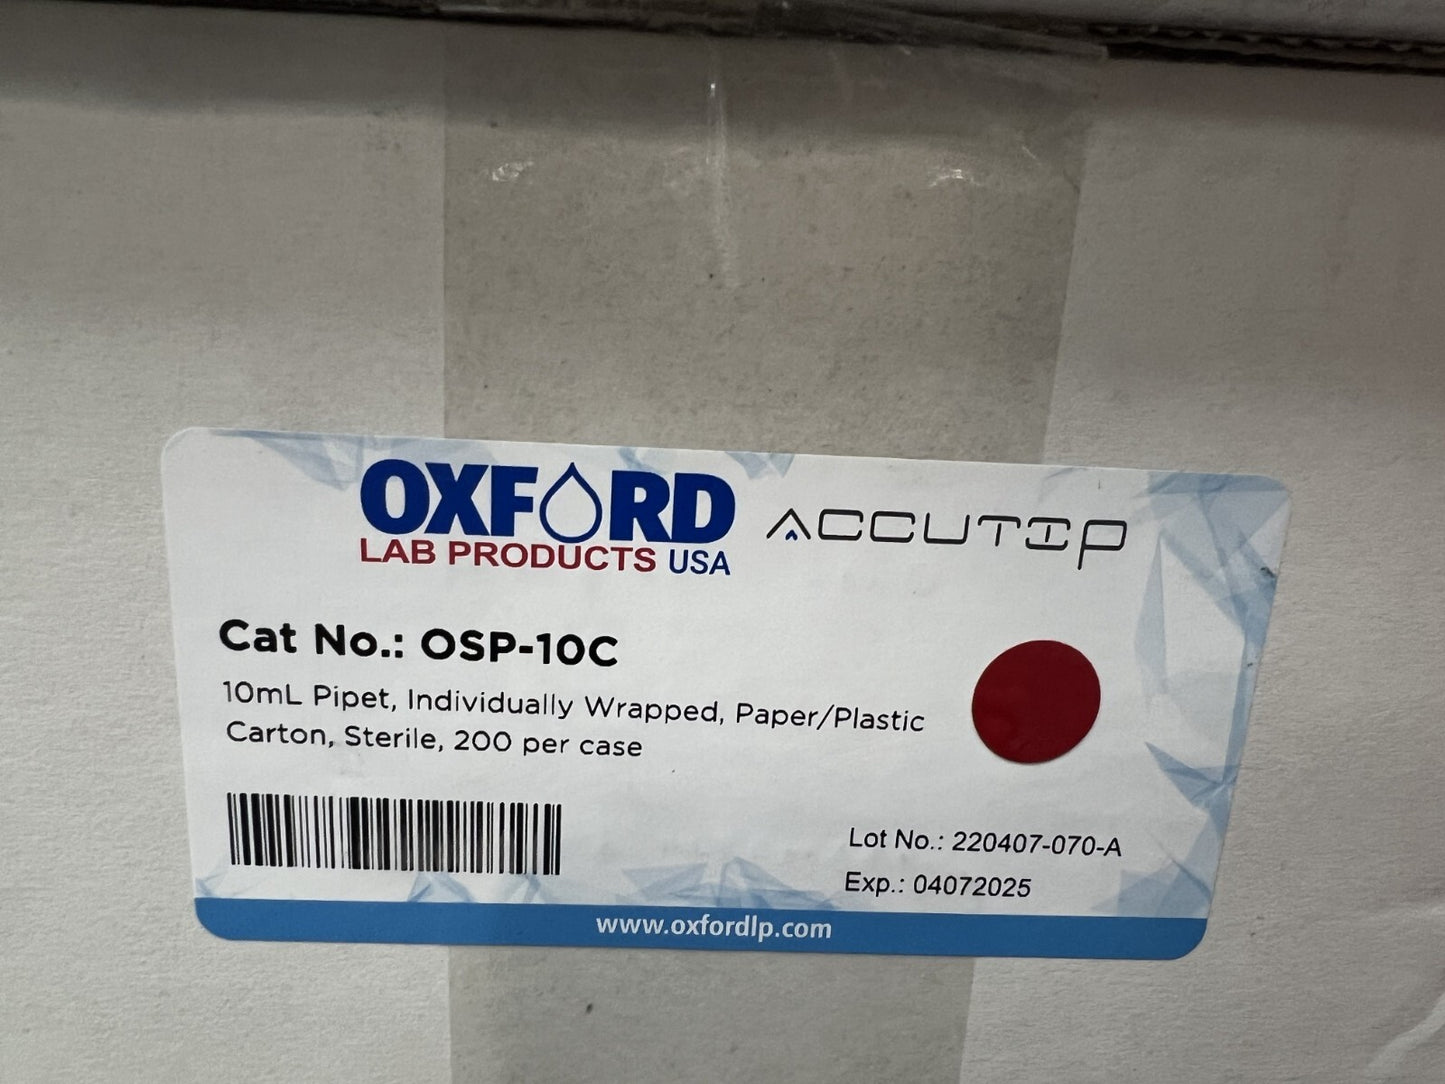 OXFORD
LAB PRODUCTS USA
ACCUTIP
Cat No.: OSP-10C
10mL Pipet, Individually Wrapped, Paper/Plastic
Carton, Sterile, 200 per case
Lot No.: 220407-070-A
Exp.: 04072025
www.oxfordlp.com